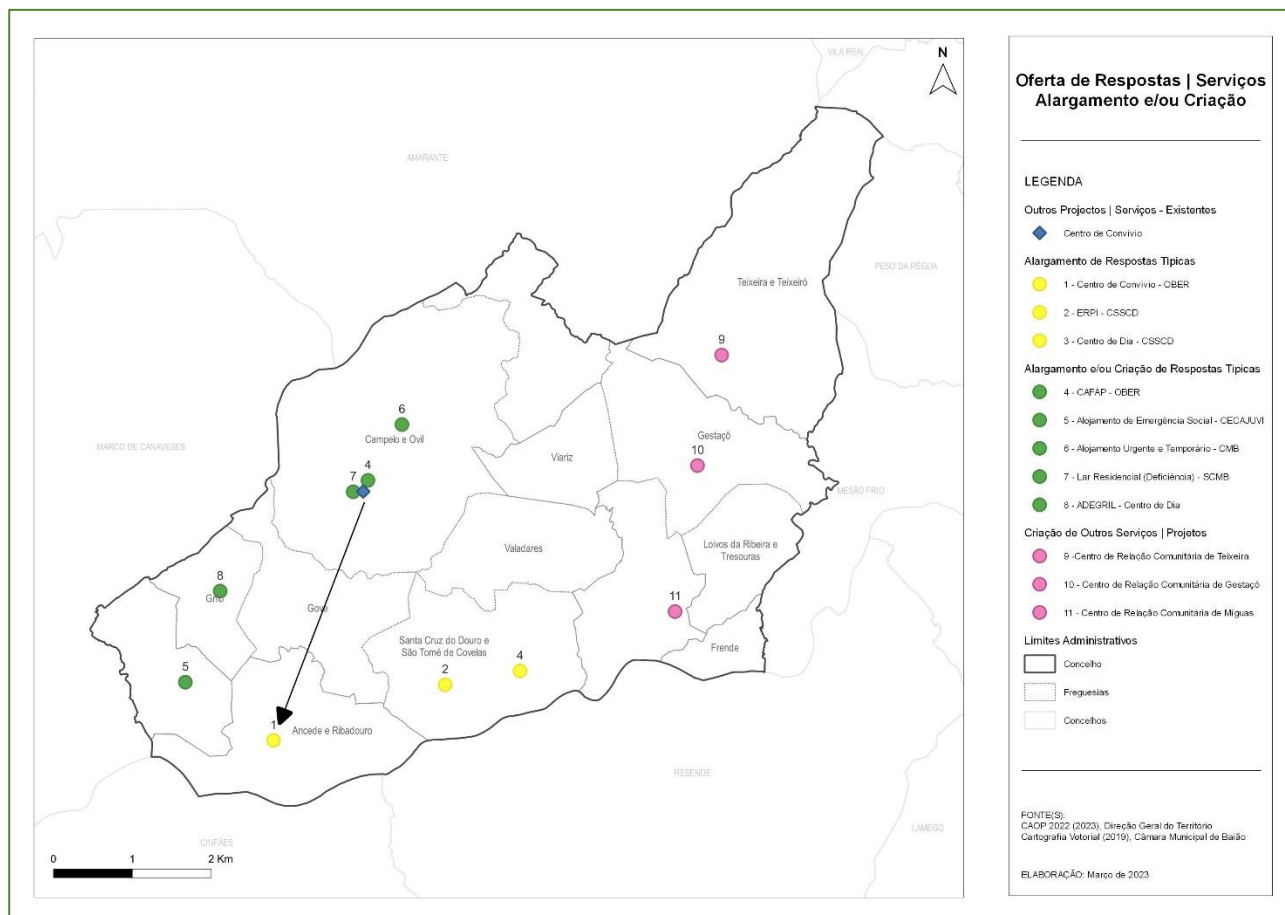 VILA REAL
N
AMARANTE
PESO DA RÉGUA
Teixeira e Teixeiró
9
MARCO DE CANAVESES
6
Campelo e Ovil
Gestaçô
Viariz
10
4
7
MESÃO FRIO
Valadares
Loivos da Ribeira e
Tresouras
8
Grilo
Gove
11
Santa Cruz do Douro e
São Tomé de Covelas
Frende
5
2
4
1
Ancede e Ribadouro
RESENDE
LAMEGO
CINFÃES
0 1 2 Km
Oferta de Respostas | Serviços
Alargamento e/ou Criação
LEGENDA
Outros Projectos | Serviços - Existentes
Centro de Convívio
Alargamento de Respostas Típicas
1 - Centro de Convívio - OBER
2 - ERPI - CSSCD
3 - Centro de Dia - CSSCD
Alargamento e/ou Criação de Respostas Típicas
4 - CAFAP - OBER
5 - Alojamento de Emergência Social - CECAJUVI
6 - Alojamento Urgente e Temporário - CMB
7 - Lar Residencial (Deficiência) - SCMB
8 - ADEGRIL - Centro de Dia
Criação de Outros Serviços | Projetos
9 -Centro de Relação Comunitária de Teixeira
10 - Centro de Relação Comunitária de Gestaçô
11 - Centro de Relação Comunitária de Míguas
Limites Administrativos
Concelho
Freguesias
Concelhos
FONTE(S):
CAOP 2022 (2023), Direção Geral do Território
Cartografia Vetorial (2019), Câmara Municipal de Baião
ELABORAÇÃO: Março de 2023